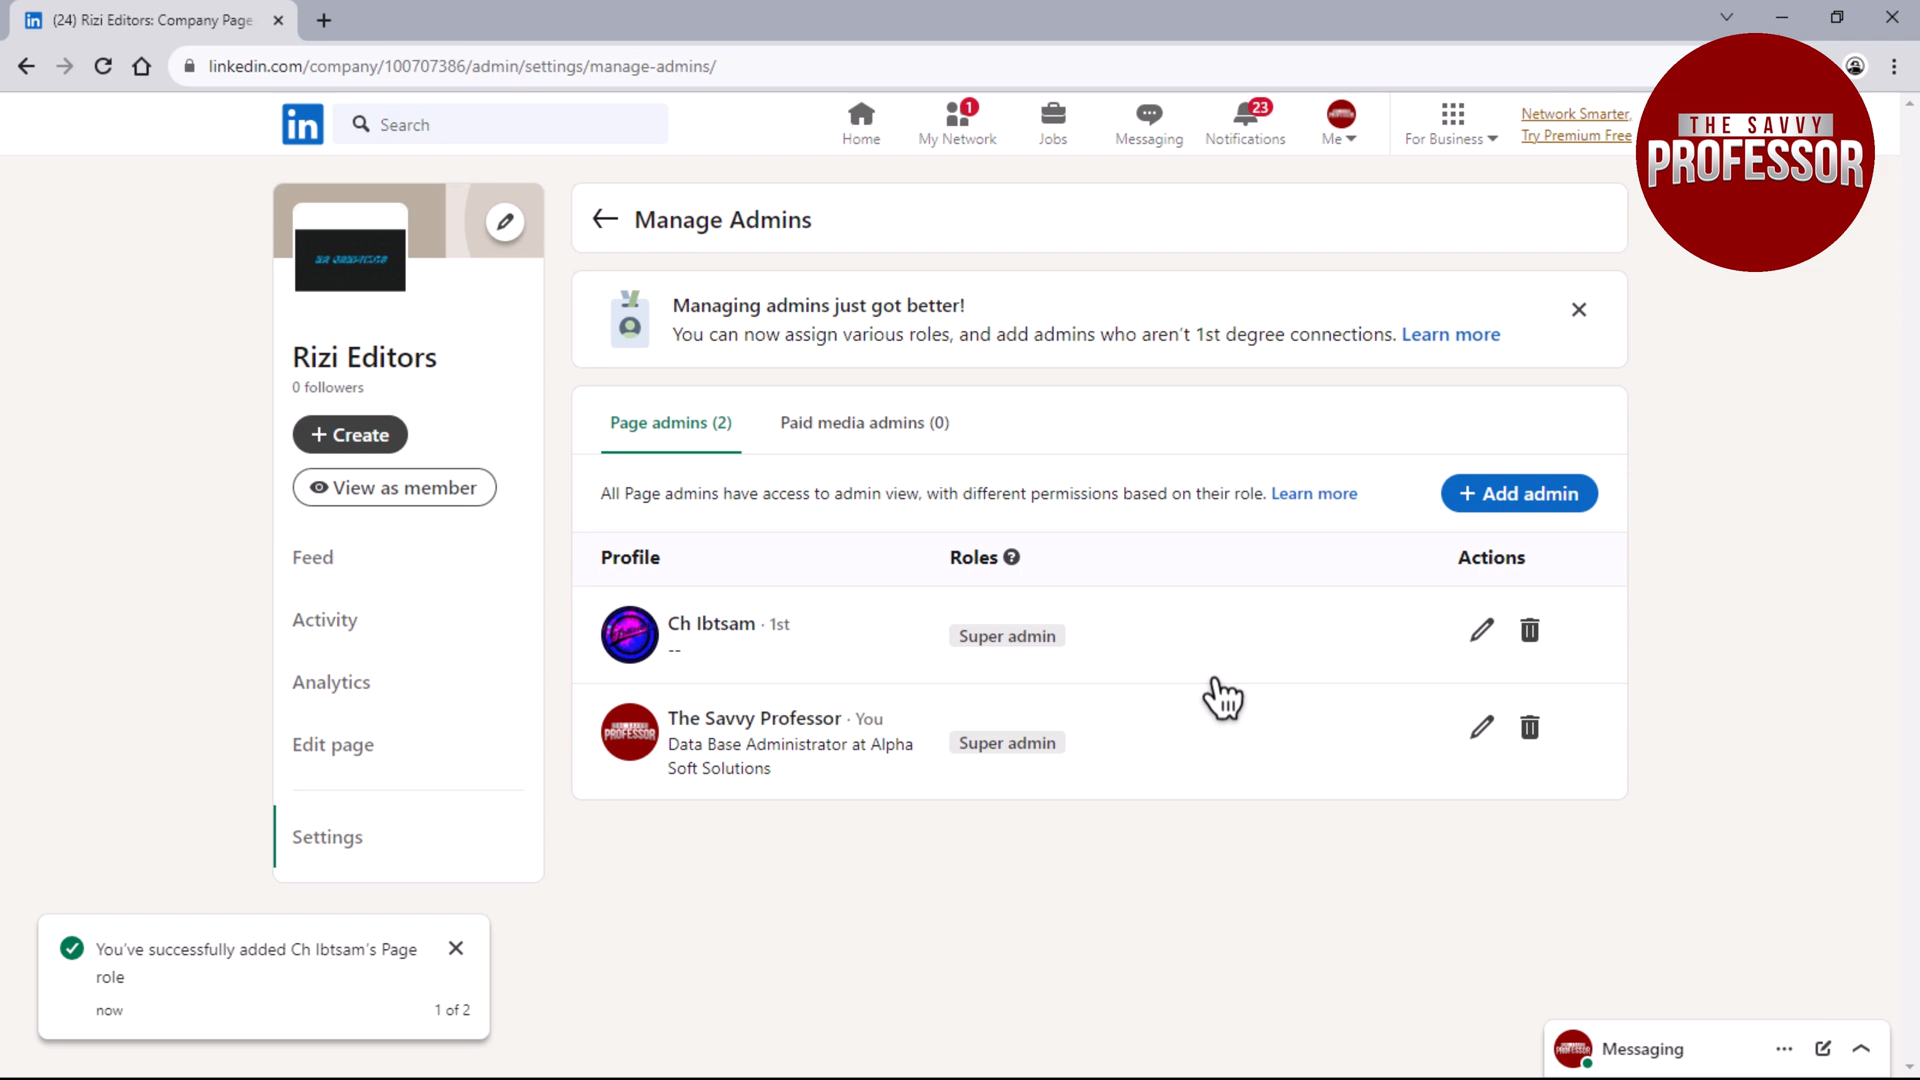 (24) Rizi Editors: Company Page
linkedin.com/company/100707386/admin/settings/manage-admins/
in
Search
Home
1
My Network
Jobs
Messaging
23
Notifications
Me
For Business
Network Smarter,
Try Premium Free
THE SAVVY
PROFESSOR
Rizi Editors
0 followers
+ Create
View as member
Feed
Activity
Analytics
Edit page
Settings
Manage Admins
Managing admins just got better!
You can now assign various roles, and add admins who aren't 1st degree connections. Learn more
Page admins (2)
Paid media admins (0)
All Page admins have access to admin view, with different permissions based on their role. Learn more
+ Add admin
Profile
Roles
Actions
Ch Ibtsam · 1st
--
Super admin
The Savvy Professor · You
Data Base Administrator at Alpha
Soft Solutions
Super admin
You've successfully added Ch Ibtsam's Page
role
now
1 of 2
Messaging